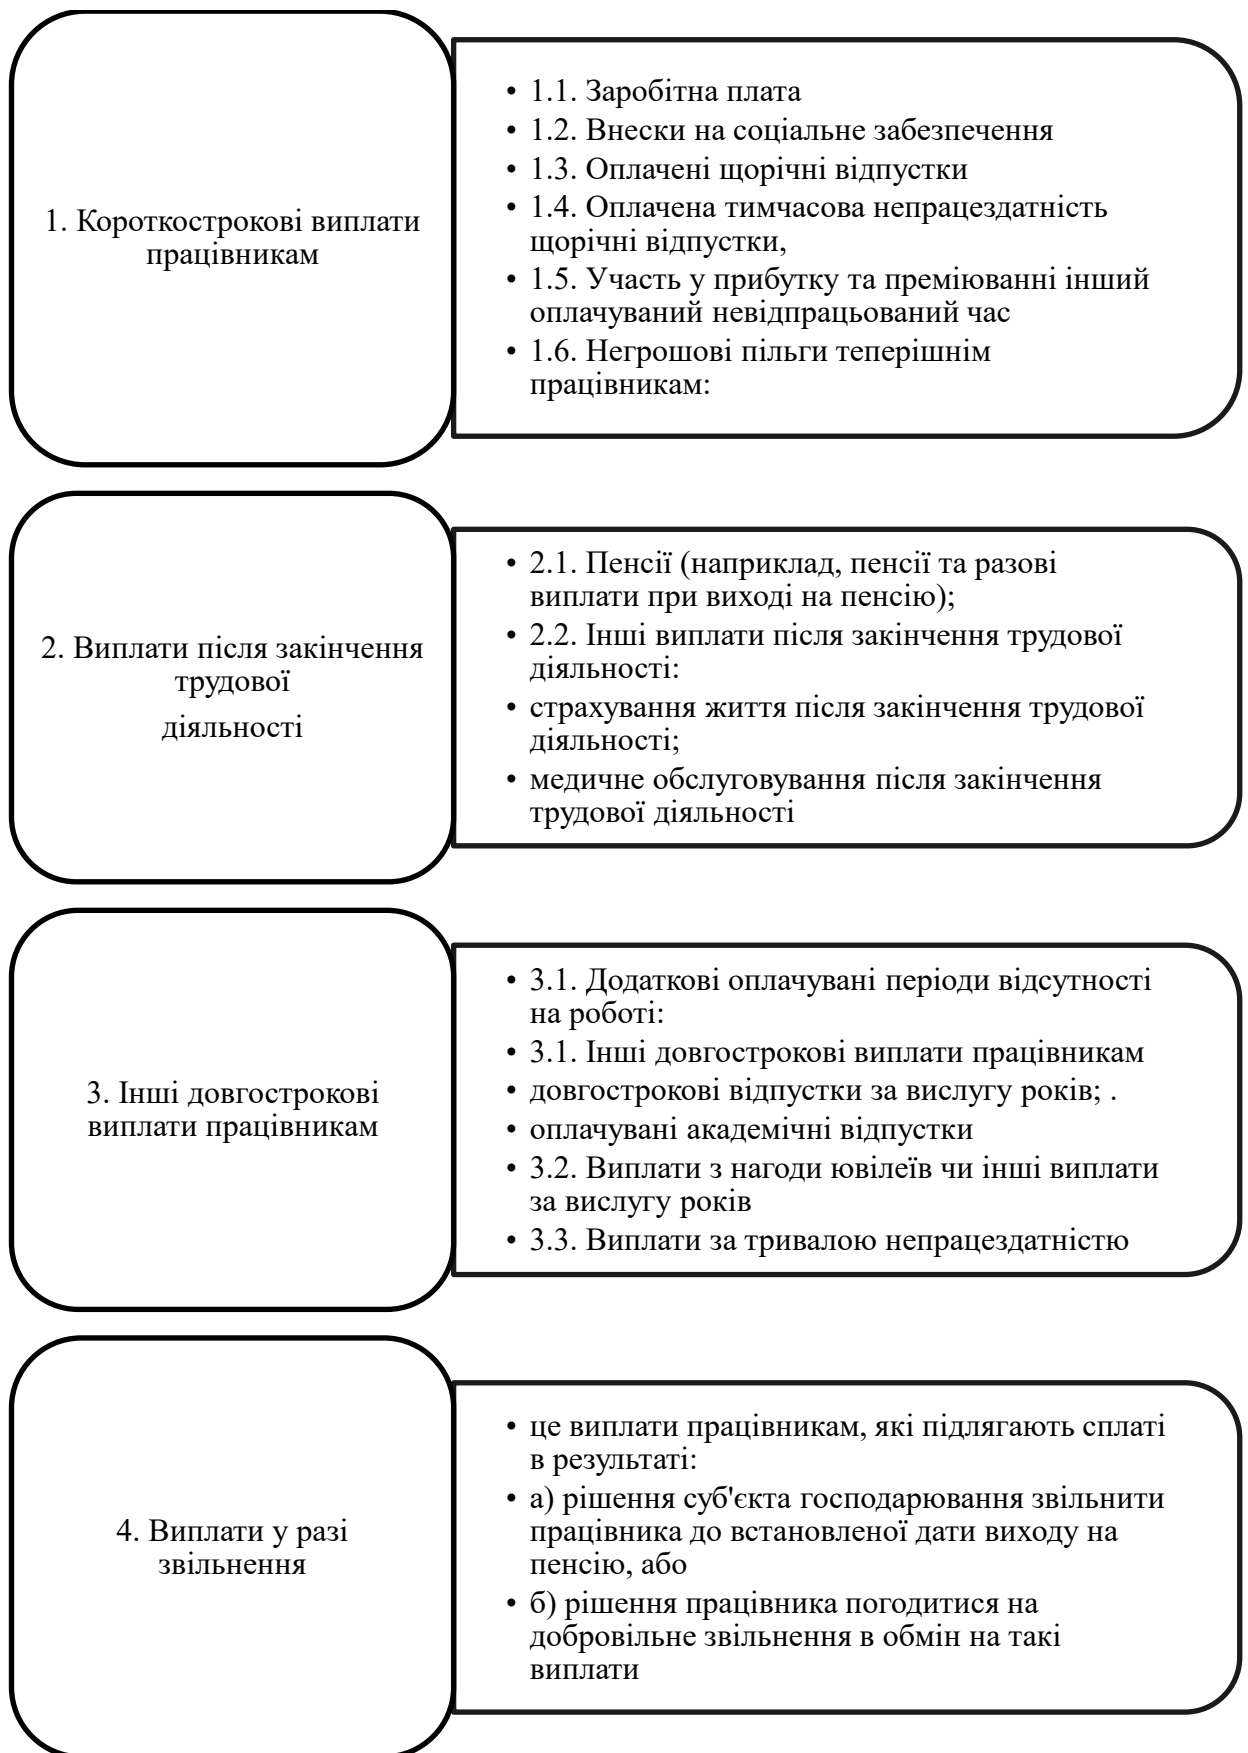 1. Короткострокові виплати
працівникам
• 1.1. Заробітна плата
• 1.2. Внески на соціальне забезпечення
• 1.3. Оплачені щорічні відпустки
• 1.4. Оплачена тимчасова непрацездатність
щорічні відпустки,
• 1.5. Участь у прибутку та преміюванні інший
оплачуваний невідпрацьований час
• 1.6. Негрошові пільги теперішнім
працівникам:
2. Виплати після закінчення
трудової
діяльності
• 2.1. Пенсії (наприклад, пенсії та разові
виплати при виході на пенсію);
• 2.2. Інші виплати після закінчення трудової
діяльності:
• страхування життя після закінчення трудової
діяльності;
• медичне обслуговування після закінчення
трудової діяльності
3. Інші довгострокові
виплати працівникам
• 3.1. Додаткові оплачувані періоди відсутності
на роботі:
• 3.1. Інші довгострокові виплати працівникам
• довгострокові відпустки за вислугу років; .
• оплачувані академічні відпустки
• 3.2. Виплати з нагоди ювілеїв чи інші виплати
за вислугу років
• 3.3. Виплати за тривалою непрацездатністю
4. Виплати у разі
звільнення
• це виплати працівникам, які підлягають сплаті
в результаті:
• а) рішення суб'єкта господарювання звільнити
працівника до встановленої дати виходу на
пенсію, або
• б) рішення працівника погодитися на
добровільне звільнення в обмін на такі
виплати